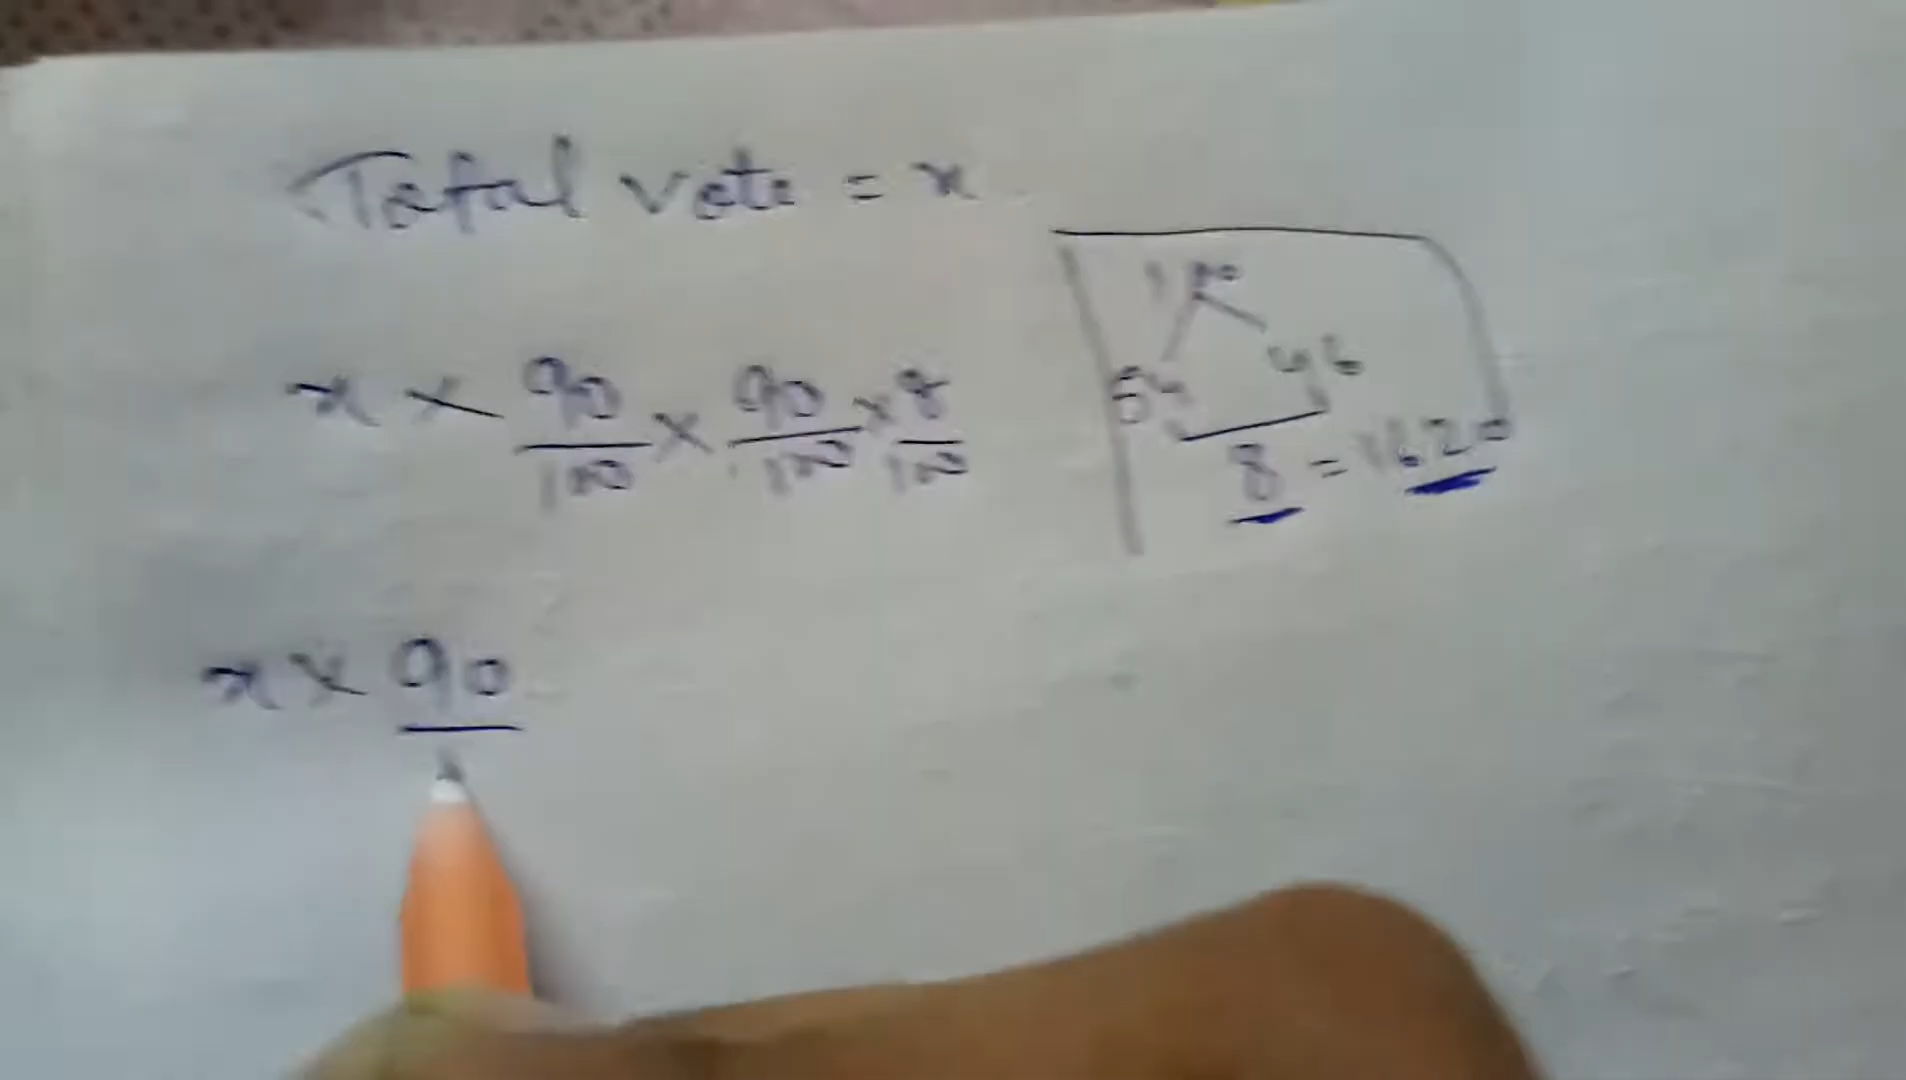 Total vote = x
x × 90/100 × 90/100 × 8/100
100
54 46
8 = 1620
x × 90